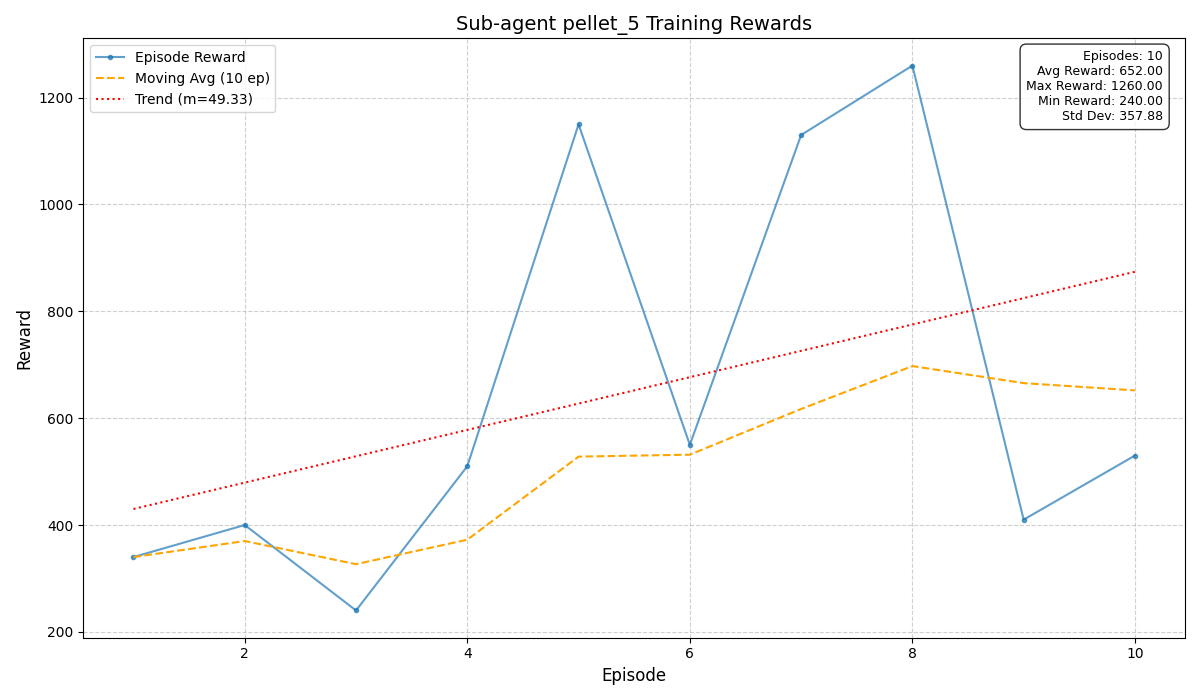 Sub-agent pellet_5 Training Rewards
Episode Reward
Moving Avg (10 ep)
Trend (m=49.33)
Episodes: 10
Avg Reward: 652.00
Max Reward: 1260.00
Min Reward: 240.00
Std Dev: 357.88
Reward
1200
1000
800
600
400
200
2 4 6 8 10
Episode